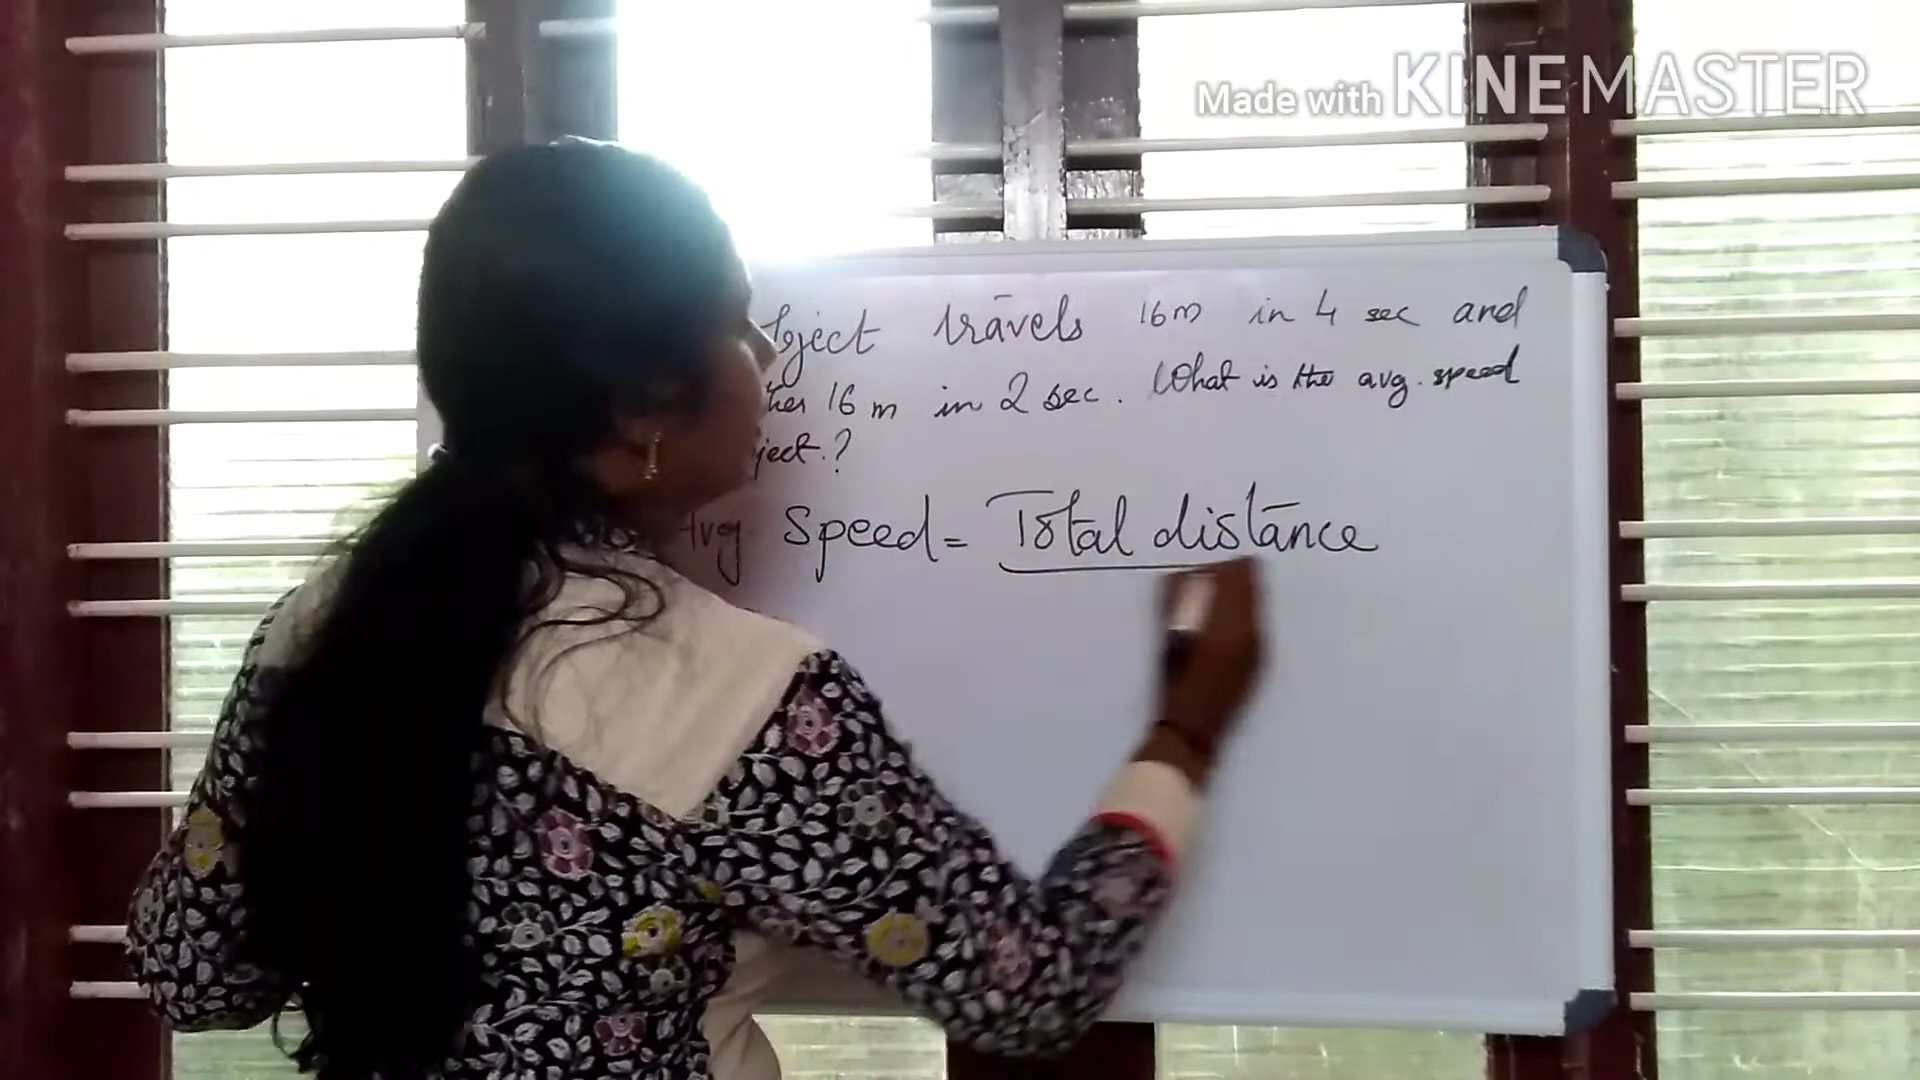 Made with KINEMASTER
bject travels 16m in 4 sec and
her 16 m in 2 sec. What is the avg. speed
ject.?
Avg. Speed = Total distance